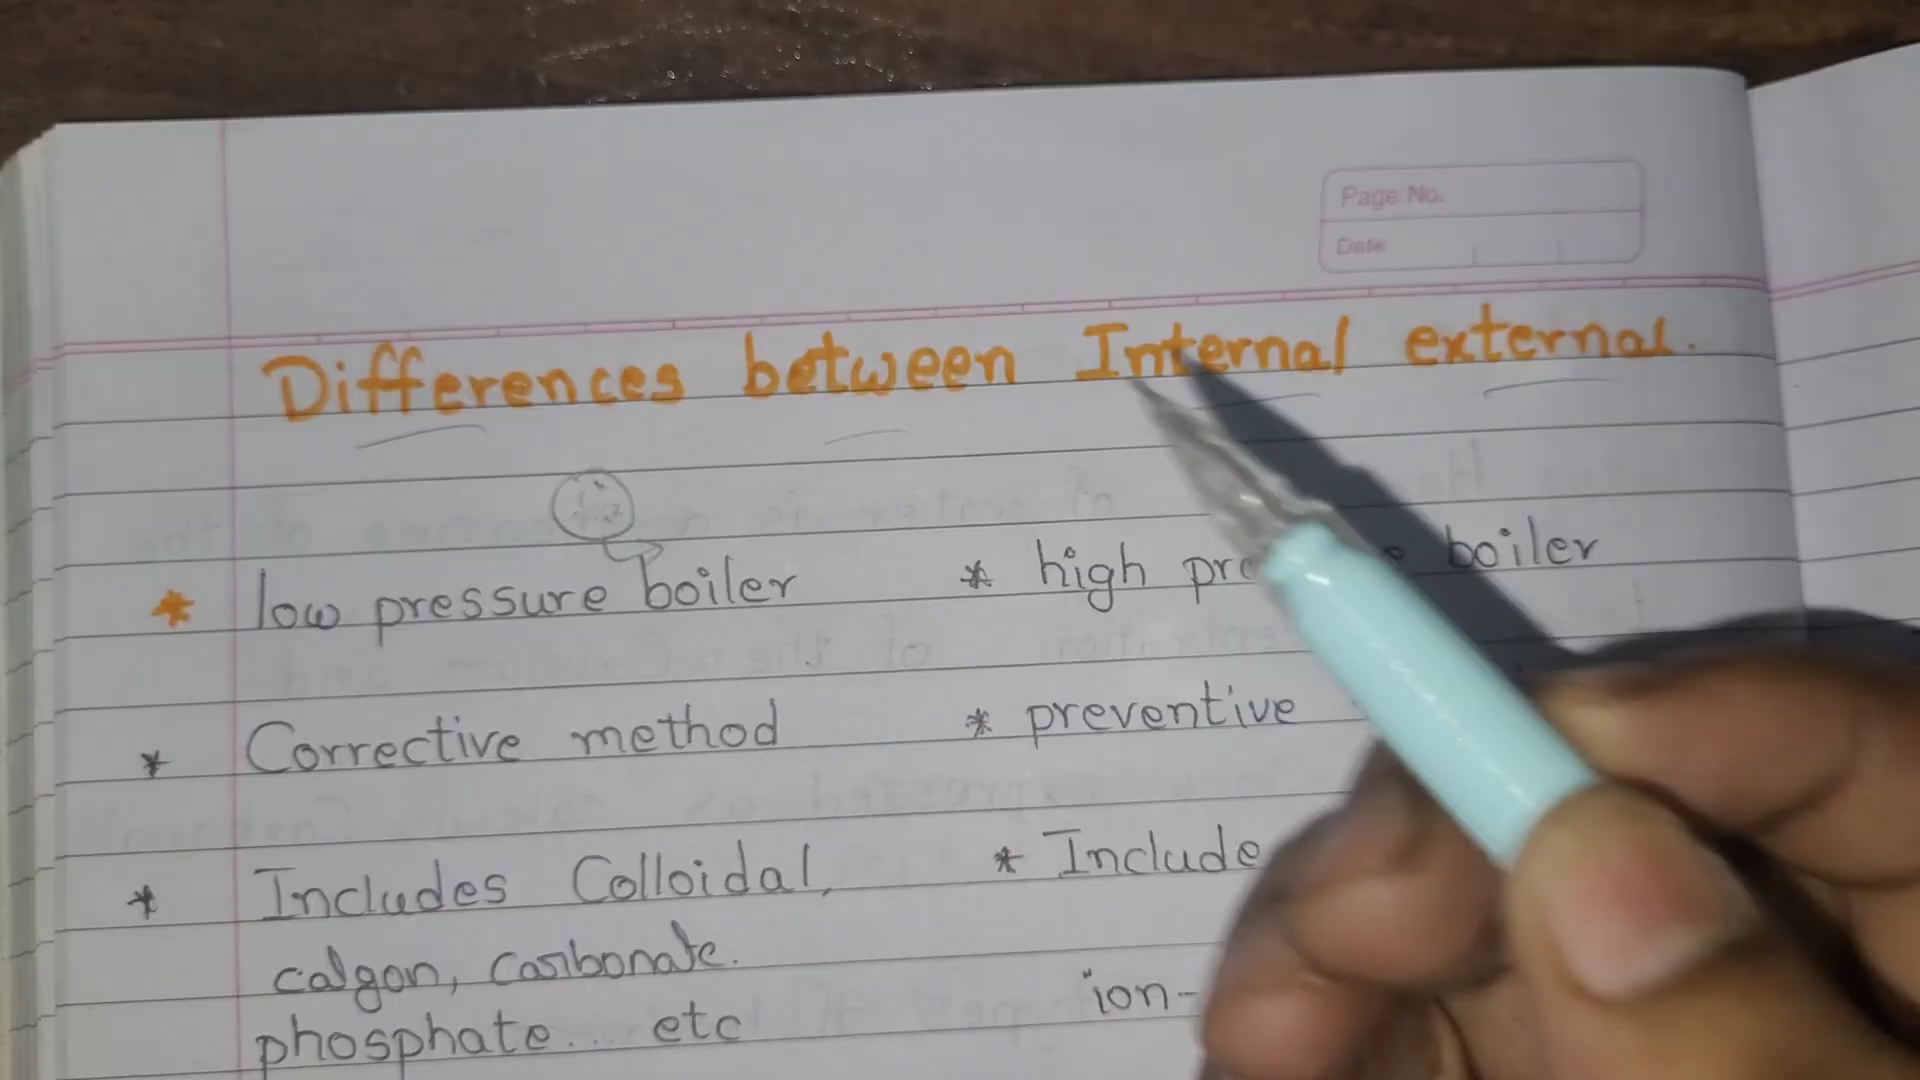 Page No.
Date
Differences between Internal external.
* low pressure boiler * high boiler
* Corrective method * preventive
* Includes Colloidal, * Include
calgon, carbonate.
phosphate... etc ion-